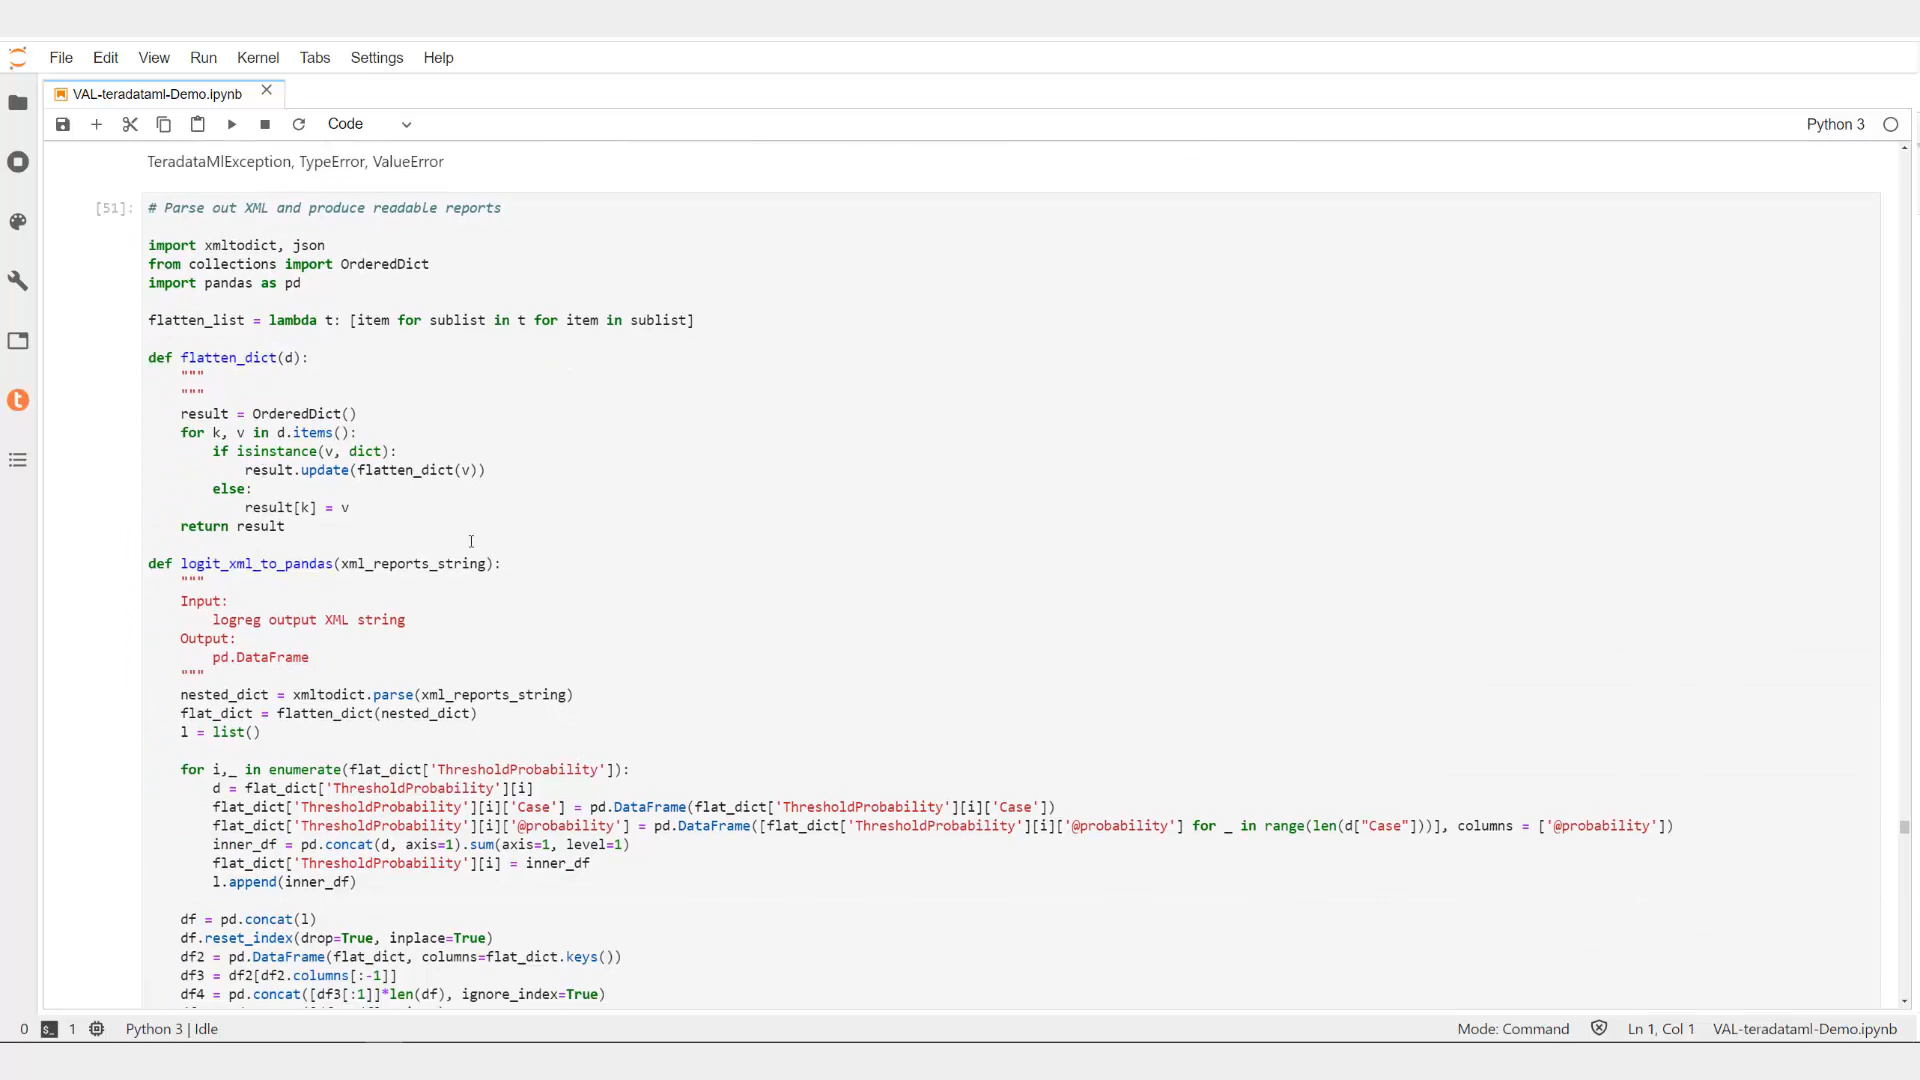 File Edit View Run Kernel Tabs Settings Help
VAL-teradataml-Demo.ipynb
Code
Python 3
TeradataMlException, TypeError, ValueError
[51]:
# Parse out XML and produce readable reports
import xmltodict, json
from collections import OrderedDict
import pandas as pd
flatten_list = lambda t: [item for sublist in t for item in sublist]
def flatten_dict(d):
"""
"""
result = OrderedDict()
for k, v in d.items():
if isinstance(v, dict):
result.update(flatten_dict(v))
else:
result[k] = v
return result
def logit_xml_to_pandas(xml_reports_string):
"""
Input:
logreg output XML string
Output:
pd.DataFrame
"""
nested_dict = xmltodict.parse(xml_reports_string)
flat_dict = flatten_dict(nested_dict)
l = list()
for i,_ in enumerate(flat_dict['ThresholdProbability']):
d = flat_dict['ThresholdProbability'][i]
flat_dict['ThresholdProbability'][i]['Case'] = pd.DataFrame(flat_dict['ThresholdProbability'][i]['Case'])
flat_dict['ThresholdProbability'][i]['@probability'] = pd.DataFrame([flat_dict['ThresholdProbability'][i]['@probability'] for _ in range(len(d["Case"]))], columns = ['@probability'])
inner_df = pd.concat(d, axis=1).sum(axis=1, level=1)
flat_dict['ThresholdProbability'][i] = inner_df
l.append(inner_df)
df = pd.concat(l)
df.reset_index(drop=True, inplace=True)
df2 = pd.DataFrame(flat_dict, columns=flat_dict.keys())
df3 = df2[df2.columns[:-1]]
df4 = pd.concat([df3[:1]]*len(df), ignore_index=True)
0 1 Python 3 | Idle Mode: Command Ln 1, Col 1 VAL-teradataml-Demo.ipynb